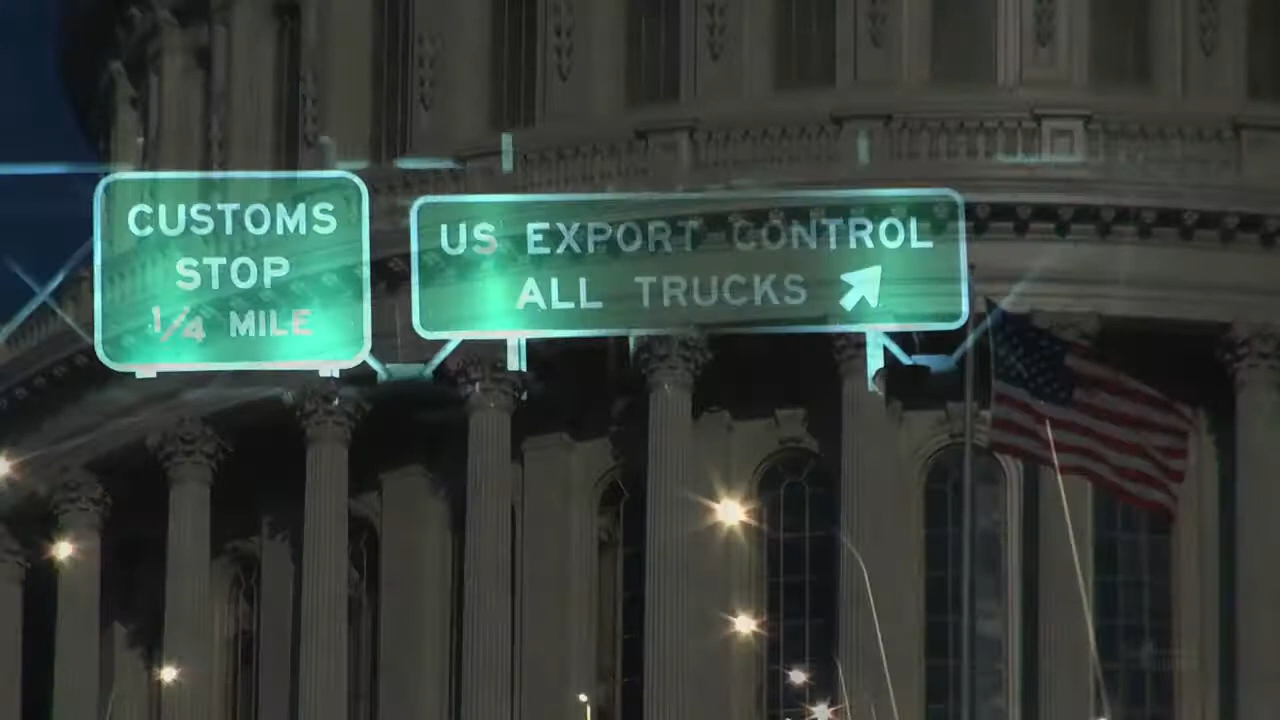 CUSTOMS
STOP
1/4 MILE
US EXPORT CONTROL
ALL TRUCKS